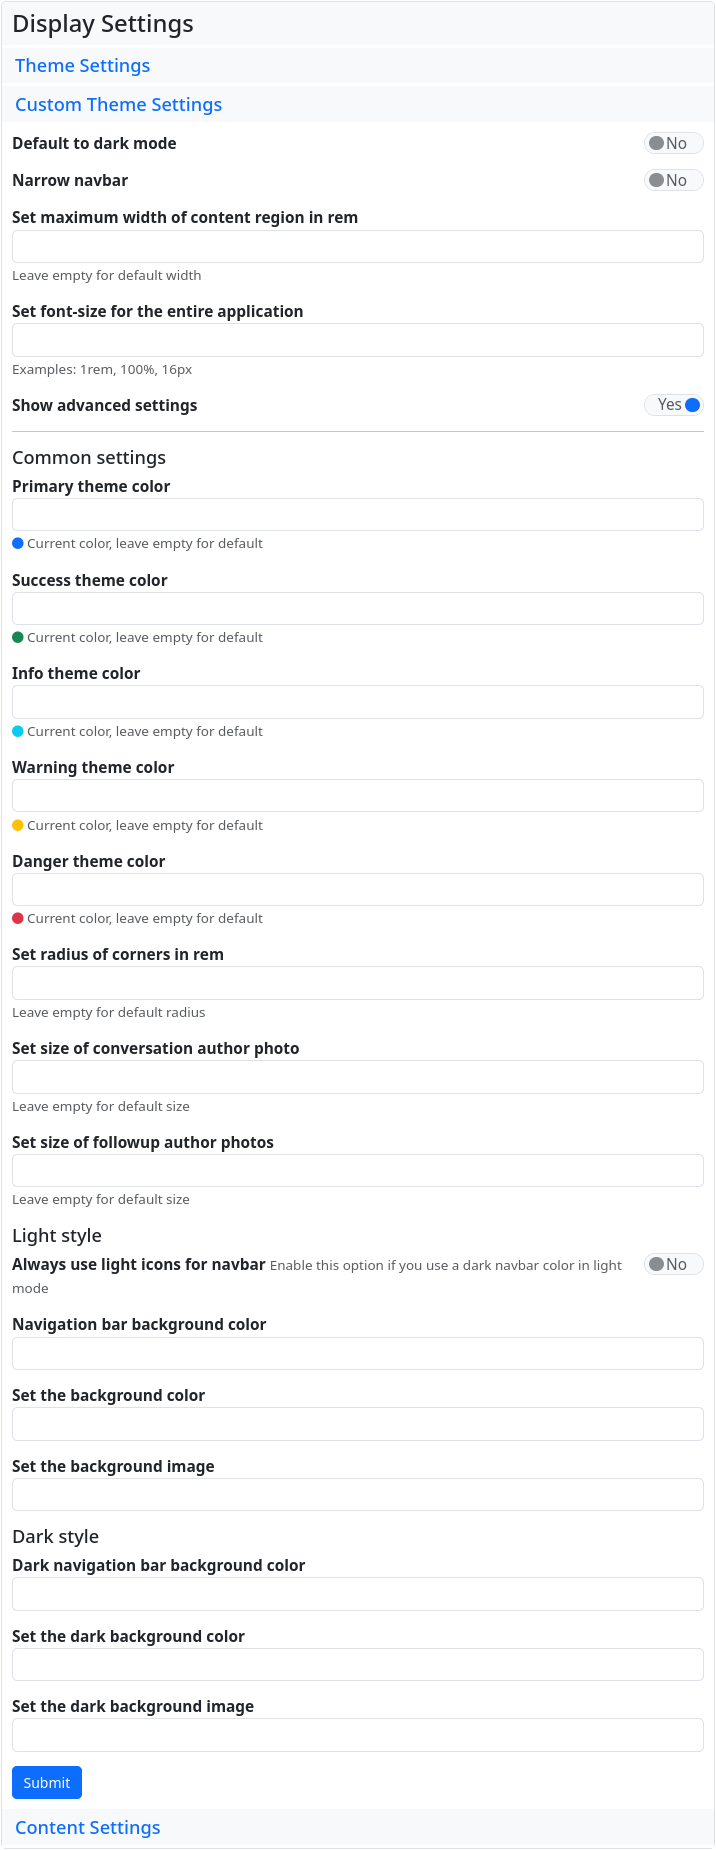 Display Settings
Theme Settings
Custom Theme Settings
Default to dark mode No
Narrow navbar No
Set maximum width of content region in rem
Leave empty for default width
Set font-size for the entire application
Examples: 1rem, 100%, 16px
Show advanced settings Yes
Common settings
Primary theme color
Current color, leave empty for default
Success theme color
Current color, leave empty for default
Info theme color
Current color, leave empty for default
Warning theme color
Current color, leave empty for default
Danger theme color
Current color, leave empty for default
Set radius of corners in rem
Leave empty for default radius
Set size of conversation author photo
Leave empty for default size
Set size of followup author photos
Leave empty for default size
Light style
Always use light icons for navbar Enable this option if you use a dark navbar color in light No
mode
Navigation bar background color
Set the background color
Set the background image
Dark style
Dark navigation bar background color
Set the dark background color
Set the dark background image
Submit
Content Settings